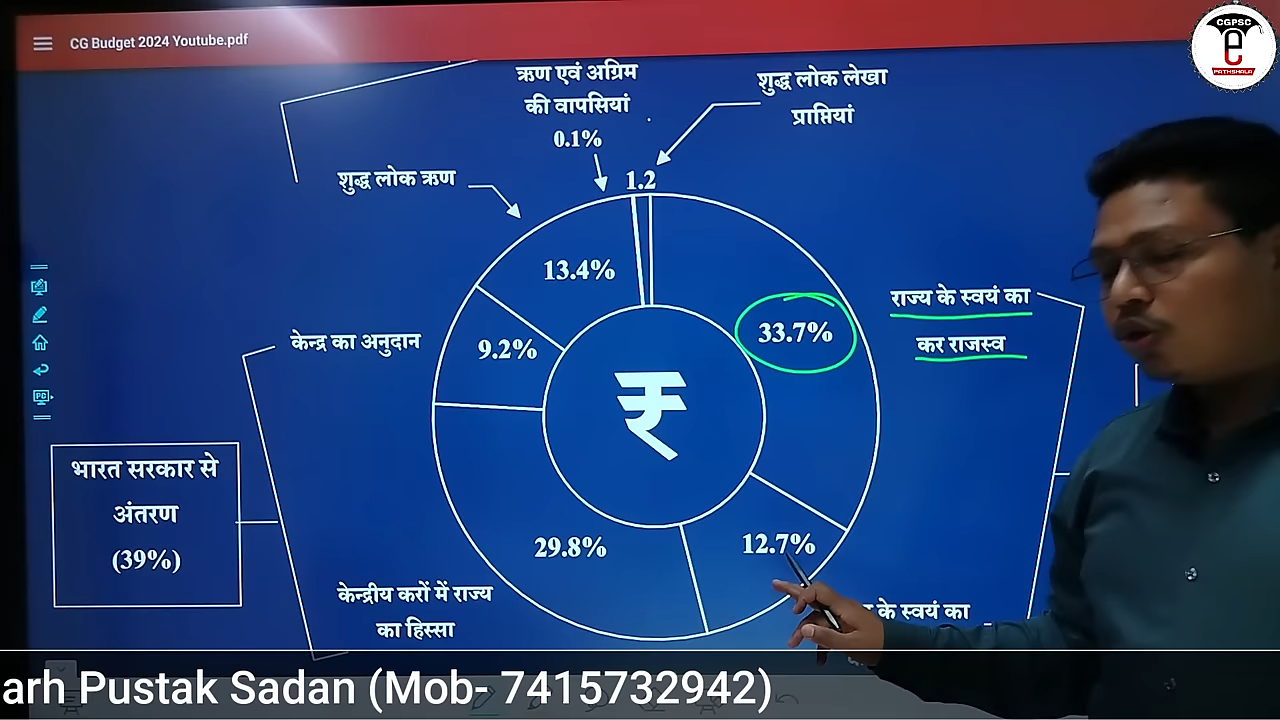 CG Budget 2024 Youtube.pdf
CGPSC
e
PATHSHALA
ऋण एवं अग्रिम
की वापसियां
0.1%
शुद्ध लोक लेखा
प्राप्तियां
1.2
शुद्ध लोक ऋण
13.4%
राज्य के स्वयं का
कर राजस्व
33.7%
केन्द्र का अनुदान
9.2%
₹
भारत सरकार से
अंतरण
(39%)
29.8%
12.7%
केन्द्रीय करों में राज्य
का हिस्सा
के स्वयं का
arh Pustak Sadan (Mob- 7415732942)